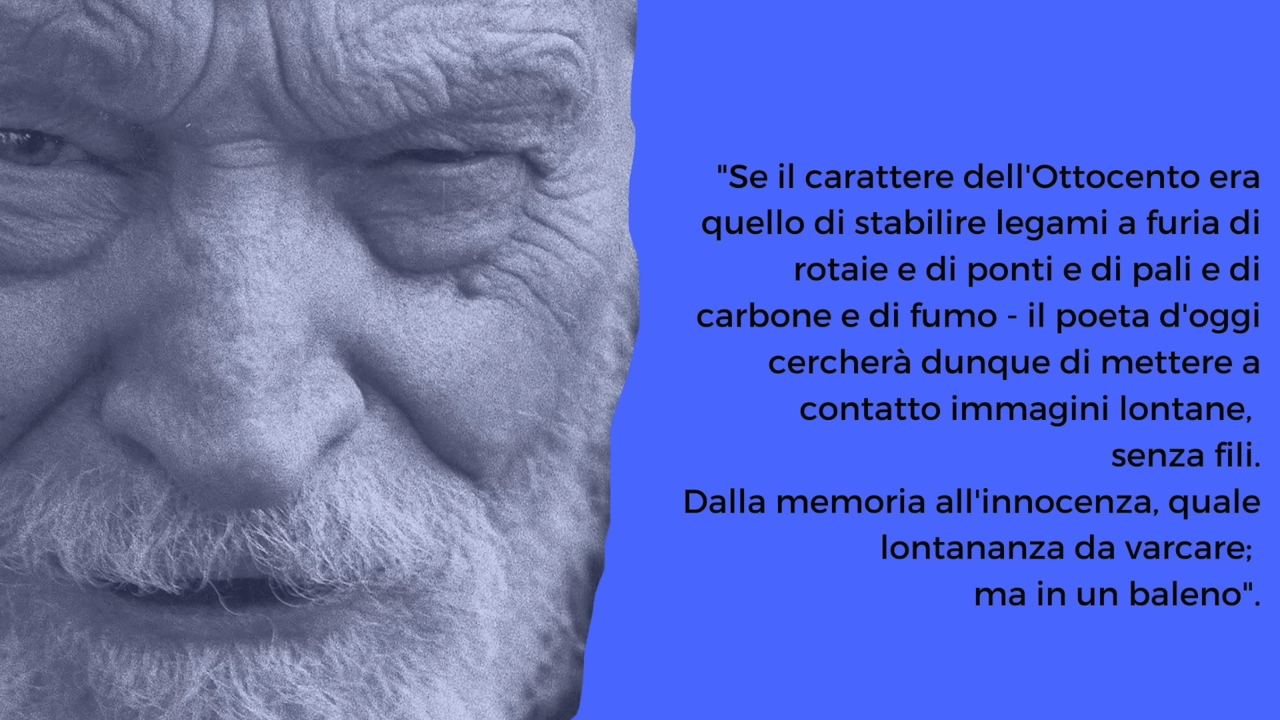 "Se il carattere dell'Ottocento era
quello di stabilire legami a furia di
rotaie e di ponti e di pali e di
carbone e di fumo - il poeta d'oggi
cercherà dunque di mettere a
contatto immagini lontane,
senza fili.
Dalla memoria all'innocenza, quale
lontananza da varcare;
ma in un baleno".